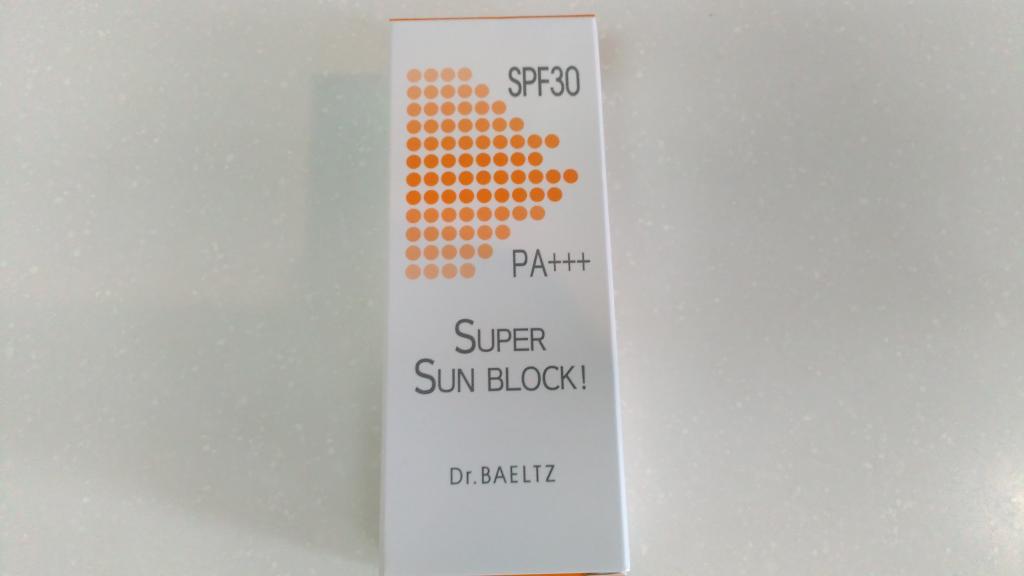 SPF30
PA+++
SUPER
SUN BLOCK!
Dr.BAELTZ